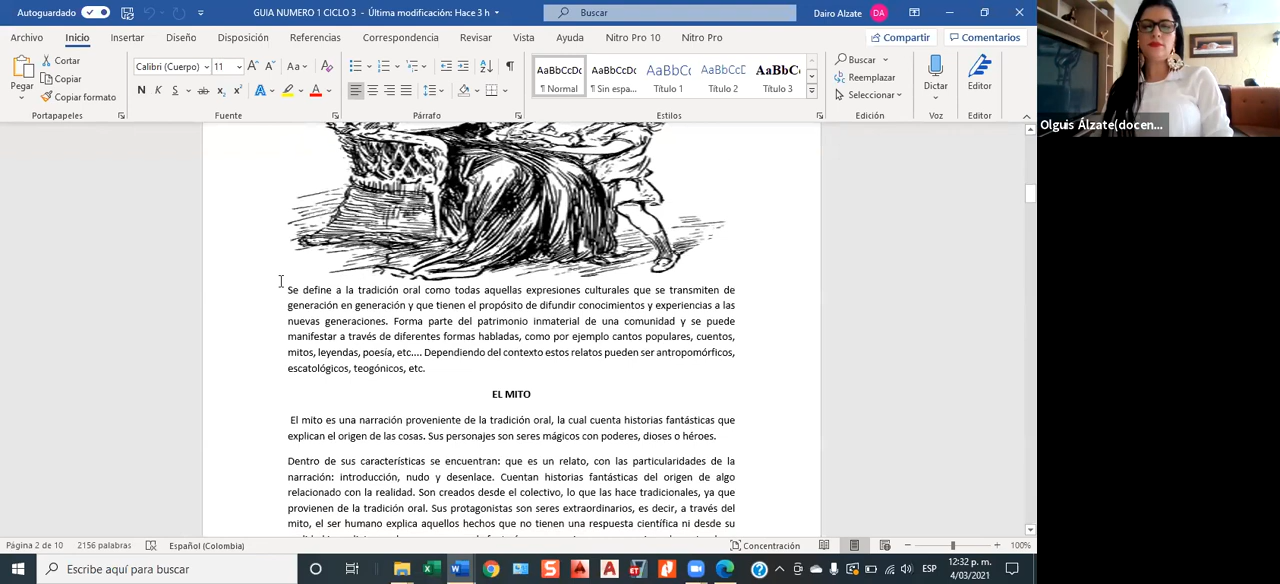 Autoguardado
GUIA NUMERO 1 CICLO 3 - Última modificación: Hace 3 h
Buscar
Dairo Alzate
DA
Archivo Inicio Insertar Diseño Disposición Referencias Correspondencia Revisar Vista Ayuda Nitro Pro 10 Nitro Pro
Compartir
Comentarios
Pegar
Cortar
Copiar
Copiar formato
Portapapeles
Calibri (Cuerpo) 11
N K S ab x₂ x²
Fuente
Párrafo
AaBbCcDc AaBbCcDc AaBbCc AaBbCcD AaBbCc
¶ Normal ¶ Sin espa... Título 1 Título 2 Título 3
Estilos
Buscar
Reemplazar
Seleccionar
Edición
Dictar
Voz
Editor
Editor
Olguis Álzate(docen...
Se define a la tradición oral como todas aquellas expresiones culturales que se transmiten de
generación en generación y que tienen el propósito de difundir conocimientos y experiencias a las
nuevas generaciones. Forma parte del patrimonio inmaterial de una comunidad y se puede
manifestar a través de diferentes formas habladas, como por ejemplo cantos populares, cuentos,
mitos, leyendas, poesía, etc.... Dependiendo del contexto estos relatos pueden ser antropomórficos,
escatológicos, teogónicos, etc.
EL MITO
El mito es una narración proveniente de la tradición oral, la cual cuenta historias fantásticas que
explican el origen de las cosas. Sus personajes son seres mágicos con poderes, dioses o héroes.
Dentro de sus características se encuentran: que es un relato, con las particularidades de la
narración: introducción, nudo y desenlace. Cuentan historias fantásticas del origen de algo
relacionado con la realidad. Son creados desde el colectivo, lo que las hace tradicionales, ya que
provienen de la tradición oral. Sus protagonistas son seres extraordinarios, es decir, a través del
mito, el ser humano explica aquellos hechos que no tienen una respuesta científica ni desde su
Página 2 de 10 2156 palabras Español (Colombia)
Concentración
100%
Escribe aquí para buscar
ESP
12:32 p. m.
4/03/2021